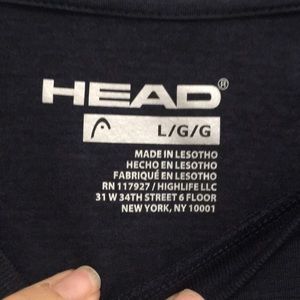 HEAD®
L/G/G
MADE IN LESOTHO
HECHO EN LESOTHO
FABRIQUÉ EN LESOTHO
RN 117927 / HIGHLIFE LLC
31 W 34TH STREET 6 FLOOR
NEW YORK, NY 10001